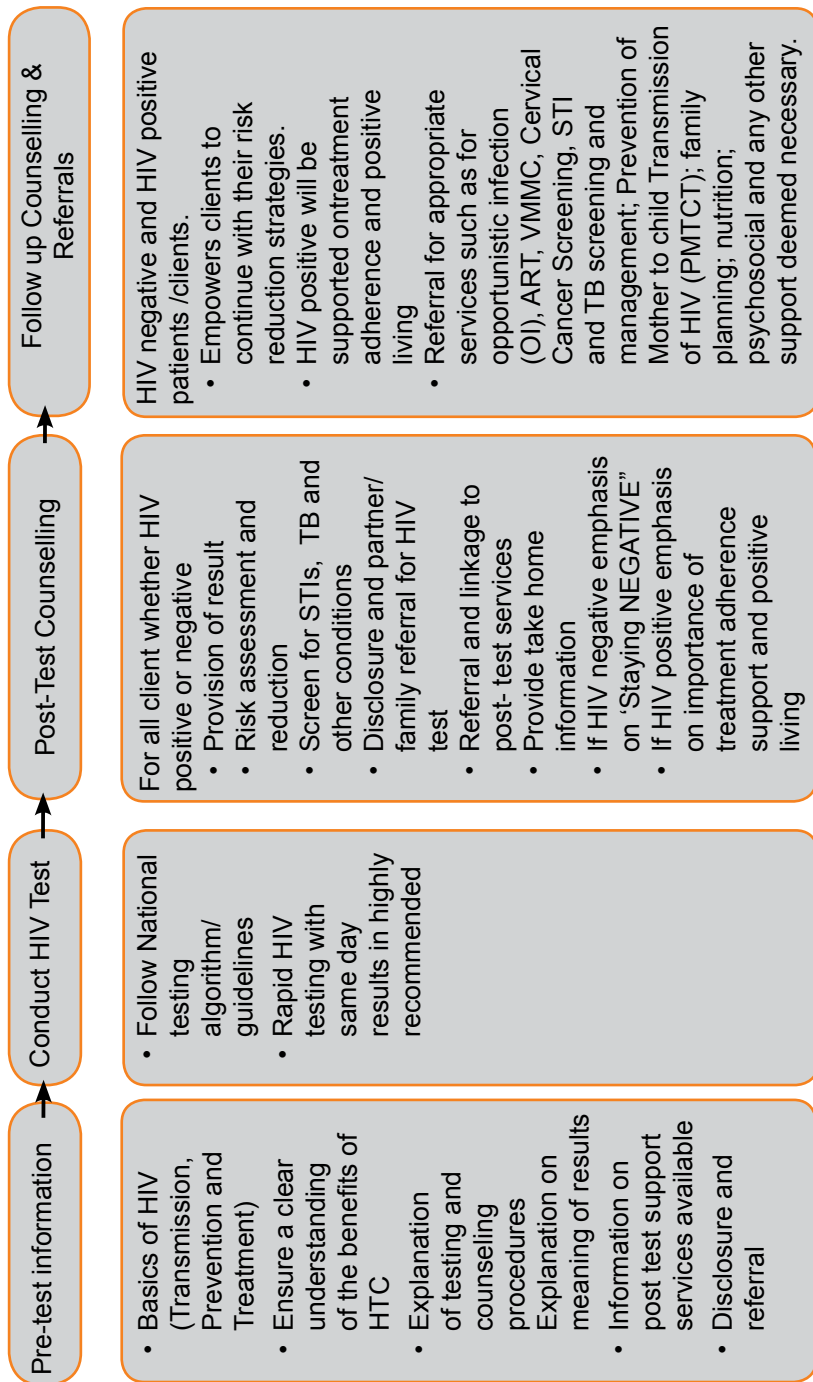 Pre-test information
Conduct HIV Test
Post-Test Counselling
Follow up Counselling &
Referrals
• Basics of HIV
(Transmission,
Prevention and
Treatment)
• Ensure a clear
understanding
of the benefits of
HTC
• Explanation
of testing and
counseling
procedures
Explanation on
meaning of results
• Information on
post test support
services available
• Disclosure and
referral
• Follow National
testing
algorithm/
guidelines
• Rapid HIV
testing with
same day
results in highly
recommended
For all client whether HIV
positive or negative
• Provision of result
• Risk assessment and
reduction
• Screen for STIs, TB and
other conditions
• Disclosure and partner/
family referral for HIV
test
• Referral and linkage to
post- test services
• Provide take home
information
• If HIV negative emphasis
on ‘Staying NEGATIVE”
• If HIV positive emphasis
on importance of
treatment adherence
support and positive
living
HIV negative and HIV positive
patients /clients.
• Empowers clients to
continue with their risk
reduction strategies.
• HIV positive will be
supported ontreatment
adherence and positive
living
• Referral for appropriate
services such as for
opportunistic infection
(OI), ART, VMMC, Cervical
Cancer Screening, STI
and TB screening and
management; Prevention of
Mother to child Transmission
of HIV (PMTCT); family
planning; nutrition;
psychosocial and any other
support deemed necessary.